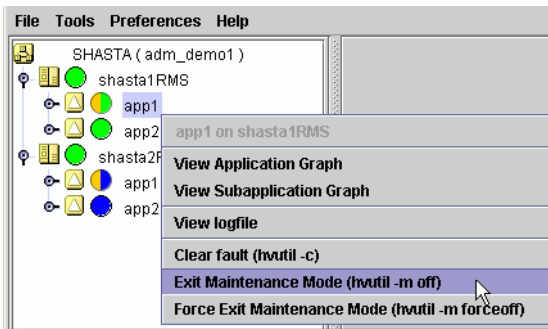 File Tools Preferences Help
SHASTA ( adm_demo1 )
shasta1RMS
app1
app2
app1 on shasta1RMS
shasta2R
View Application Graph
app1
View Subapplication Graph
app2
View logfile
Clear fault (hvutil -c)
Exit Maintenance Mode (hvutil -m off)
Force Exit Maintenance Mode (hvutil -m forceoff)